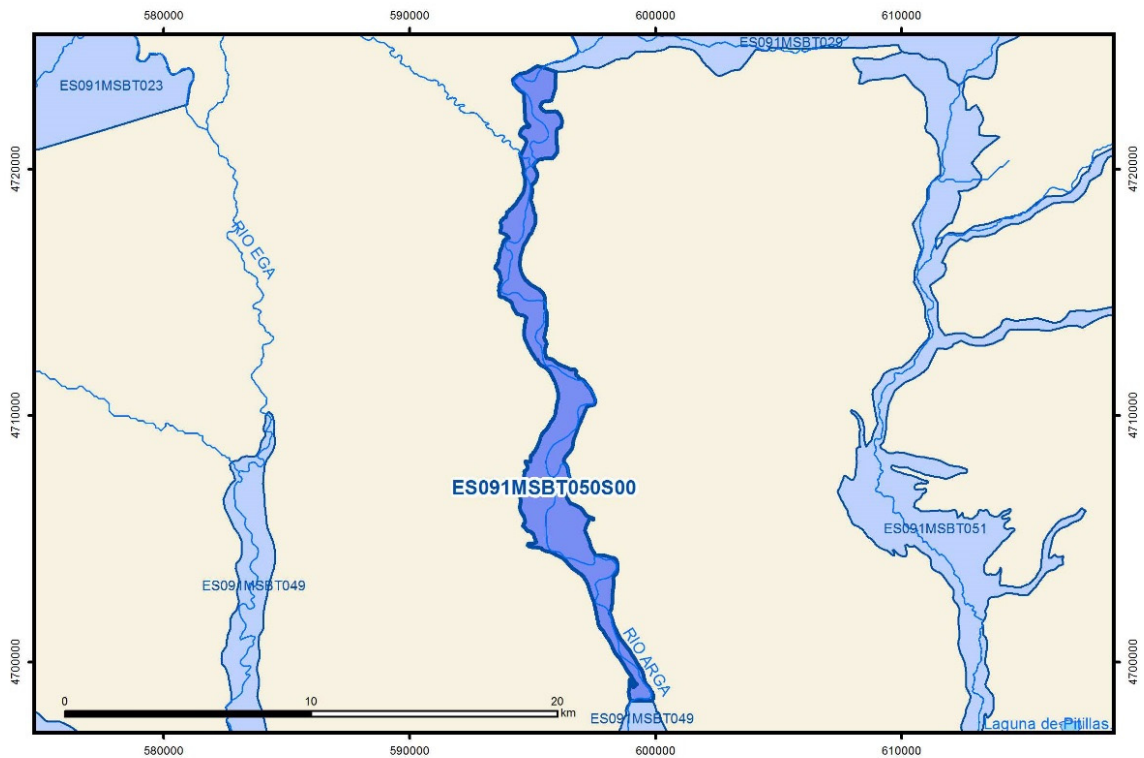 580000
590000
600000
610000
ES091MSBT029
ES091MSBT023
4720000
4720000
RIO EGA
4710000
4710000
ES091MSBT050S00
ES091MSBT051
ES091MSBT049
4700000
4700000
RIO ARGA
0
10
20
km
ES091MSBT049
Laguna de Pitillas.
580000
590000
600000
610000